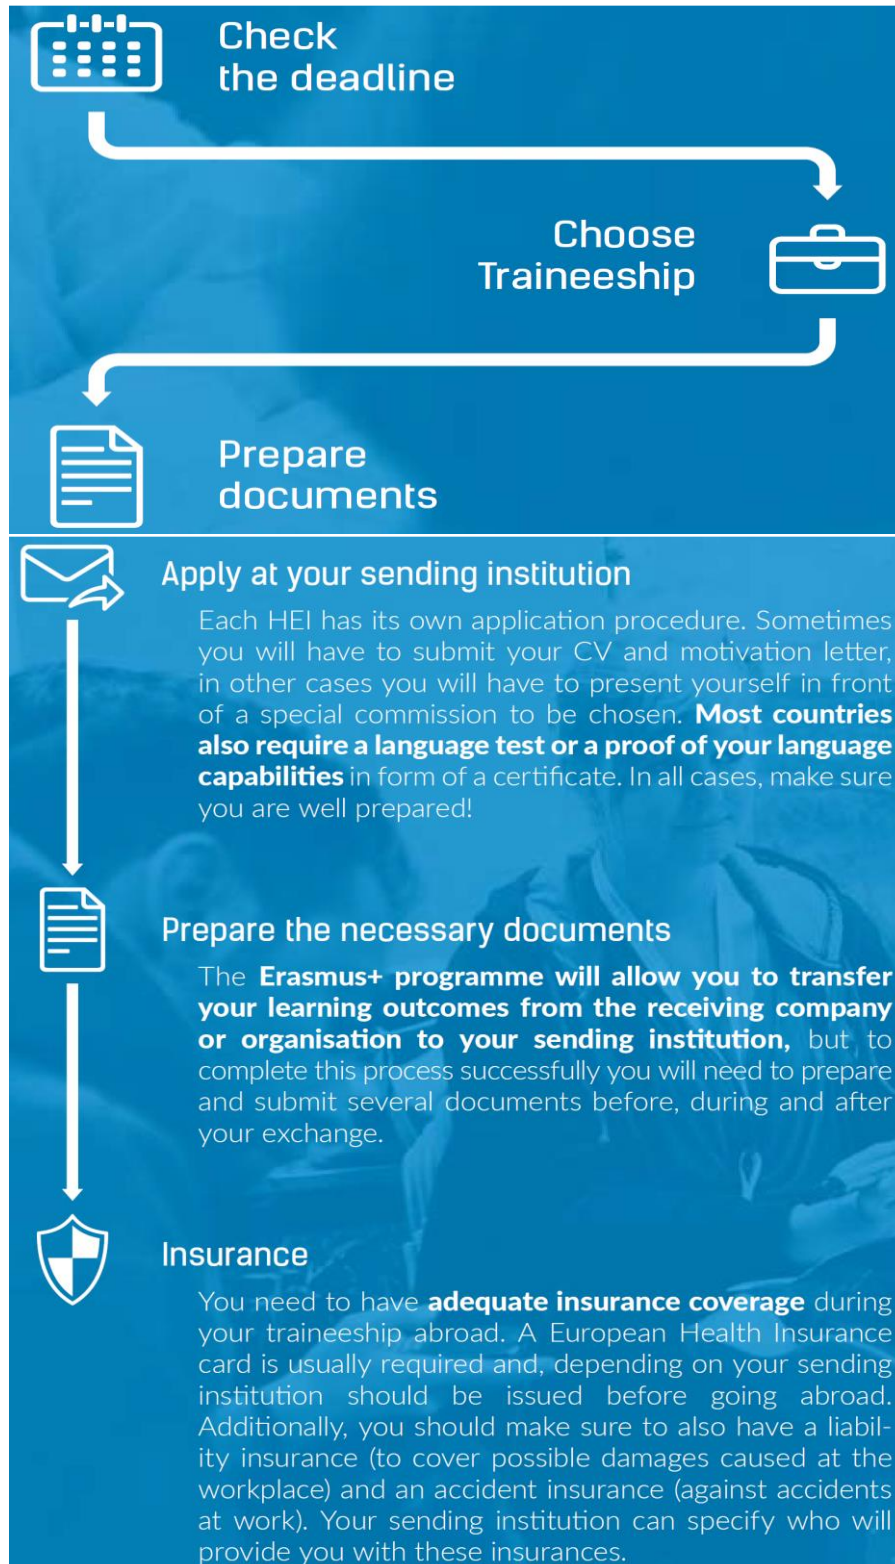 Check
the deadline
Choose
Traineeship
Prepare
documents
Apply at your sending institution
Each HEI has its own application procedure. Sometimes
you will have to submit your CV and motivation letter,
in other cases you will have to present yourself in front
of a special commission to be chosen. Most countries
also require a language test or a proof of your language
capabilities in form of a certificate. In all cases, make sure
you are well prepared!
Prepare the necessary documents
The Erasmus+ programme will allow you to transfer
your learning outcomes from the receiving company
or organisation to your sending institution, but to
complete this process successfully you will need to prepare
and submit several documents before, during and after
your exchange.
Insurance
You need to have adequate insurance coverage during
your traineeship abroad. A European Health Insurance
card is usually required and, depending on your sending
institution should be issued before going abroad.
Additionally, you should make sure to also have a liabil-
ity insurance (to cover possible damages caused at the
workplace) and an accident insurance (against accidents
at work). Your sending institution can specify who will
provide you with these insurances.